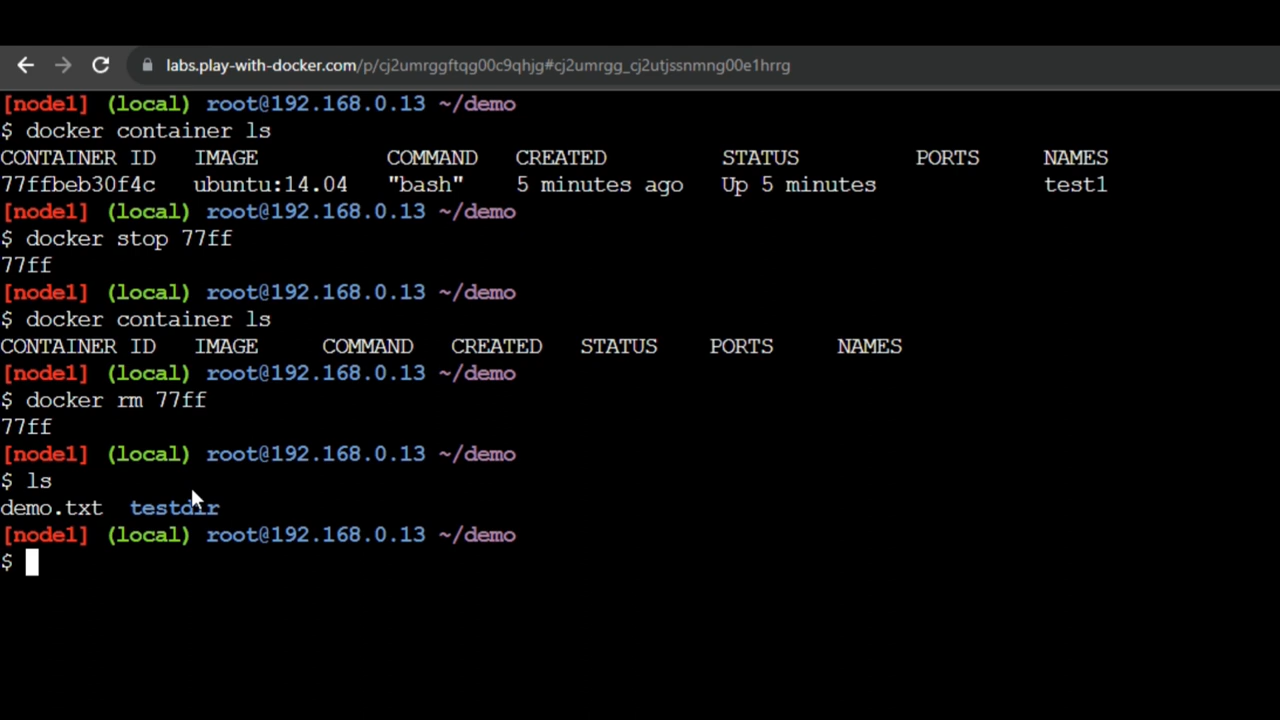 labs.play-with-docker.com/p/cj2umrggftqg00c9qhjg#cj2umrgg_cj2utjssnmng00e1hrrg
[node1] (local) root@192.168.0.13 ~/demo
$ docker container ls
CONTAINER ID   IMAGE          COMMAND   CREATED         STATUS         PORTS     NAMES
77ffbeb30f4c   ubuntu:14.04   "bash"    5 minutes ago   Up 5 minutes             test1
[node1] (local) root@192.168.0.13 ~/demo
$ docker stop 77ff
77ff
[node1] (local) root@192.168.0.13 ~/demo
$ docker container ls
CONTAINER ID   IMAGE     COMMAND   CREATED   STATUS    PORTS     NAMES
[node1] (local) root@192.168.0.13 ~/demo
$ docker rm 77ff
77ff
[node1] (local) root@192.168.0.13 ~/demo
$ ls
demo.txt  testdir
[node1] (local) root@192.168.0.13 ~/demo
$